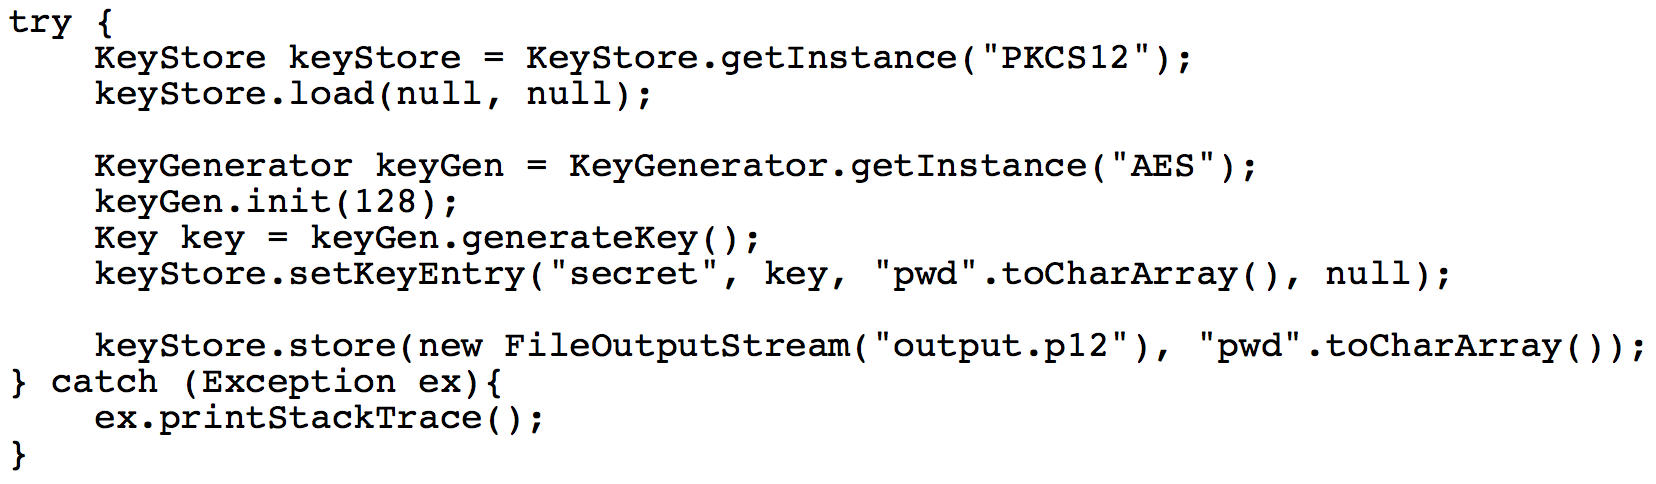 try {
    KeyStore keyStore = KeyStore.getInstance("PKCS12");
    keyStore.load(null, null);

    KeyGenerator keyGen = KeyGenerator.getInstance("AES");
    keyGen.init(128);
    Key key = keyGen.generateKey();
    keyStore.setKeyEntry("secret", key, "pwd".toCharArray(), null);

    keyStore.store(new FileOutputStream("output.p12"), "pwd".toCharArray());
} catch (Exception ex){
    ex.printStackTrace();
}